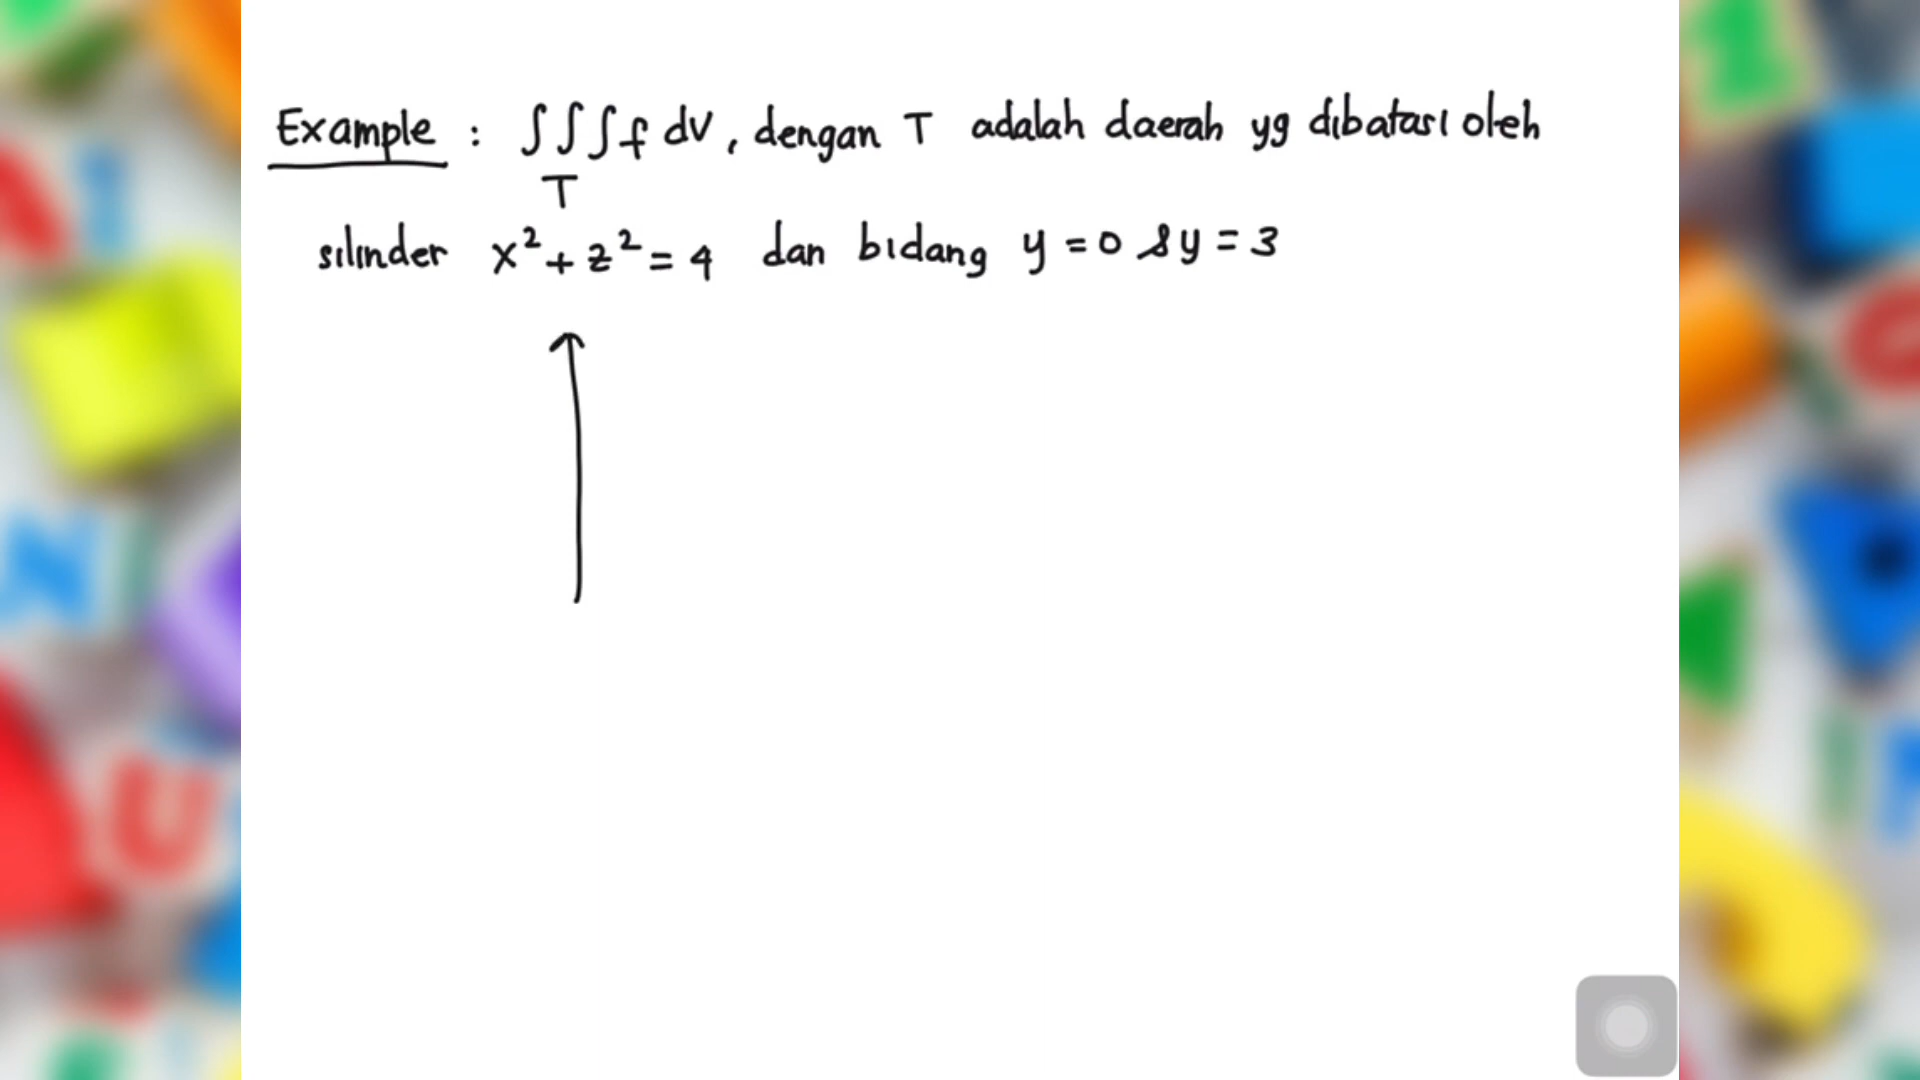 Example : ∫∫∫ f dV, dengan T adalah daerah yg dibatasi oleh
T
silinder x² + z² = 4 dan bidang y = 0 & y = 3